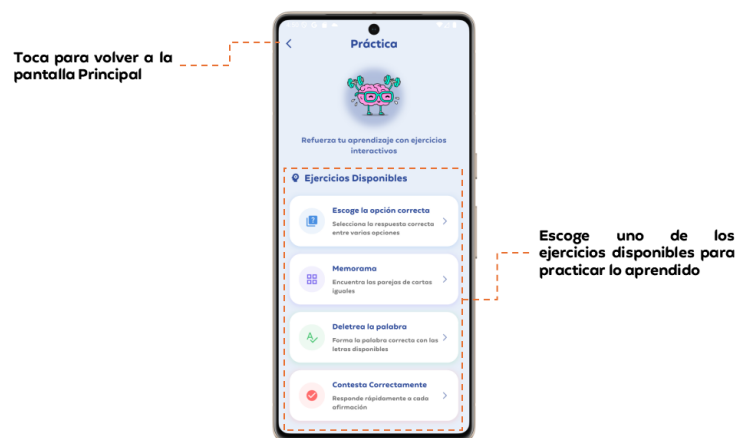 Toca para volver a la
pantalla Principal
Práctica
Refuerza tu aprendizaje con ejercicios
interactivos
Ejercicios Disponibles
Escoge la opción correcta
Selecciona la respuesta correcta
entre varias opciones
Memorama
Encuentra las parejas de cartas
iguales
Deletrea la palabra
Forma la palabra correcta con las
letras disponibles
Contesta Correctamente
Responde rápidamente a cada
afirmación
Escoge uno de los
ejercicios disponibles para
practicar lo aprendido